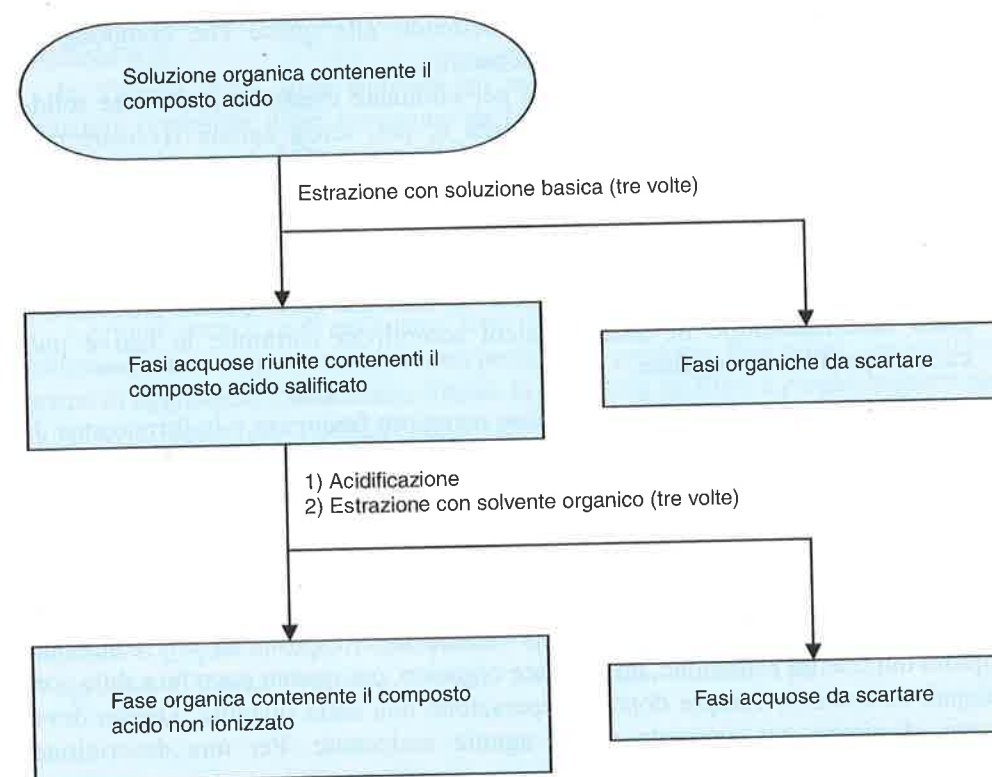 Soluzione organica contenente il
composto acido
Estrazione con soluzione basica (tre volte)
Fasi acquose riunite contenenti il
composto acido salificato
Fasi organiche da scartare
1) Acidificazione
2) Estrazione con solvente organico (tre volte)
Fase organica contenente il composto
acido non ionizzato
Fasi acquose da scartare